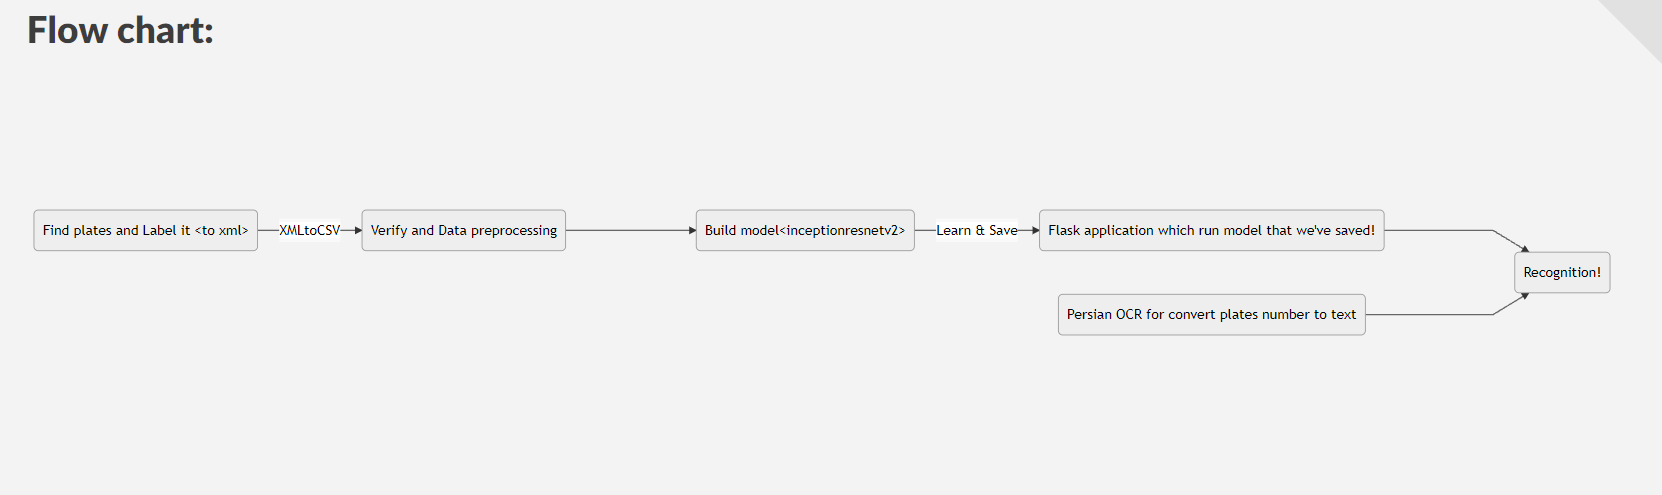 Flow chart:
Find plates and Label it <to xml>
XMLtoCSV
Verify and Data preprocessing
Build model<inceptionresnetv2>
Learn & Save
Flask application which run model that we've saved!
Recognition!
Persian OCR for convert plates number to text